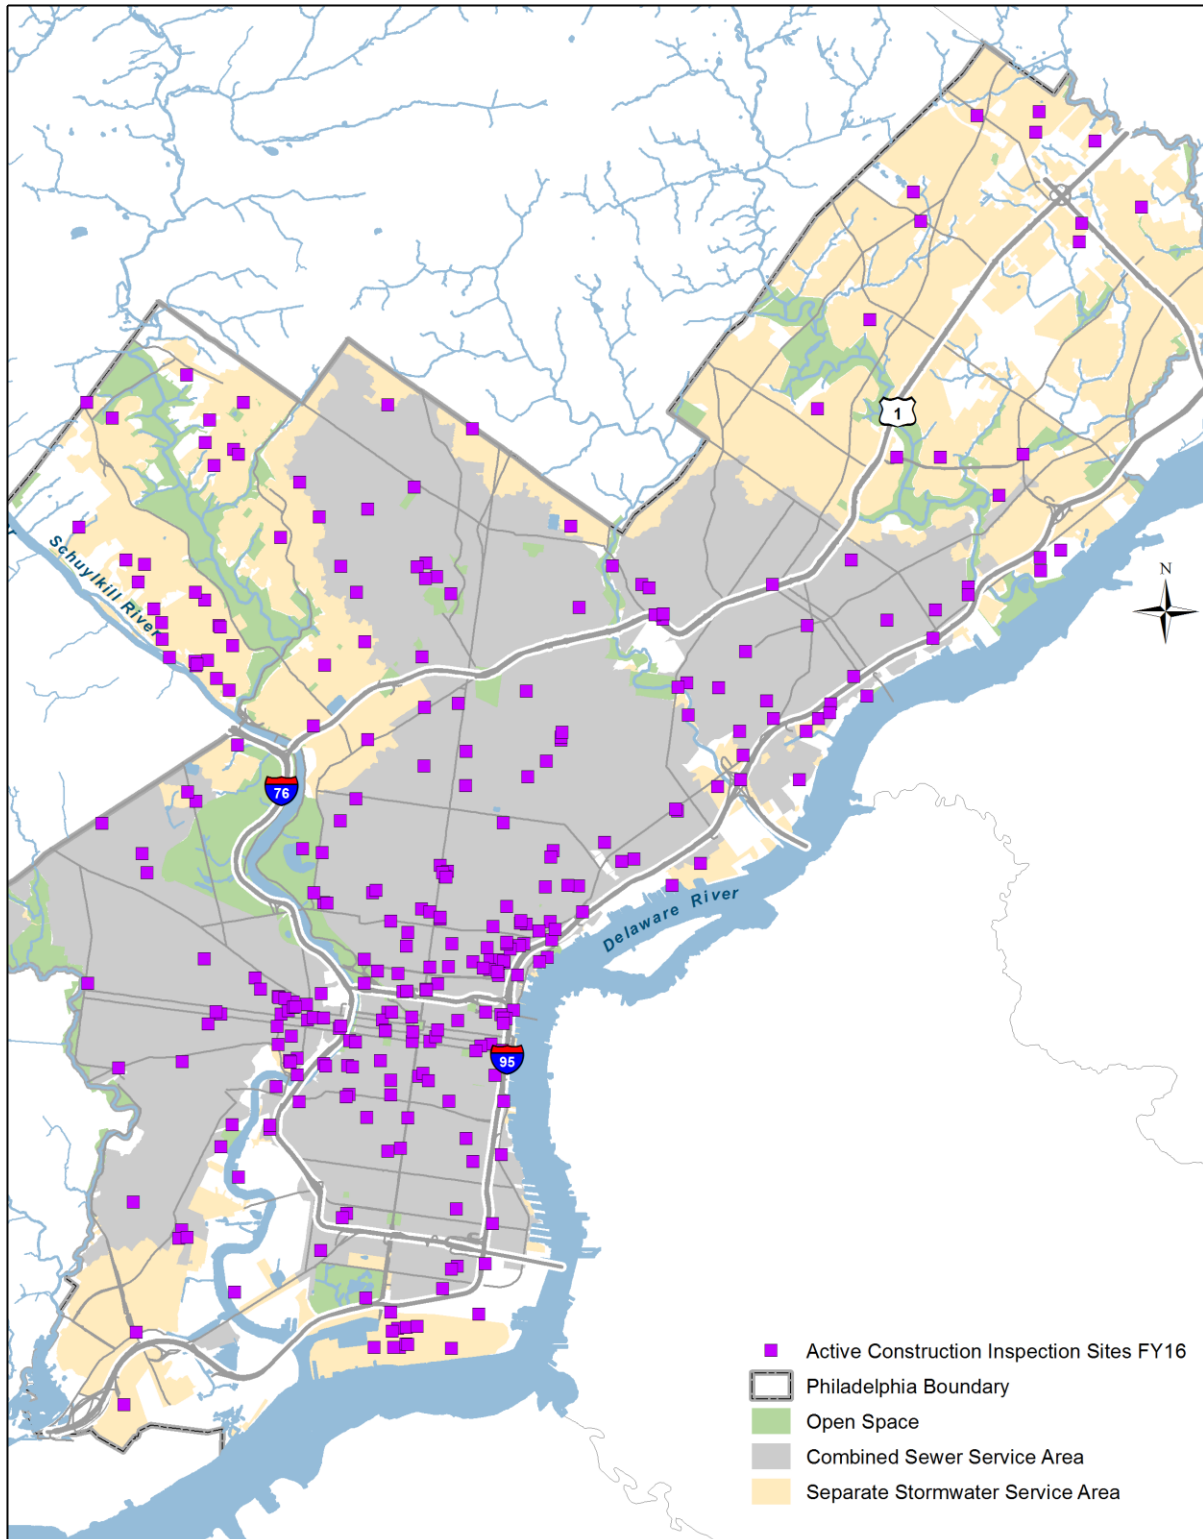 N
1
Schuylkill River
76
Delaware River
95
Active Construction Inspection Sites FY16
Philadelphia Boundary
Open Space
Combined Sewer Service Area
Separate Stormwater Service Area